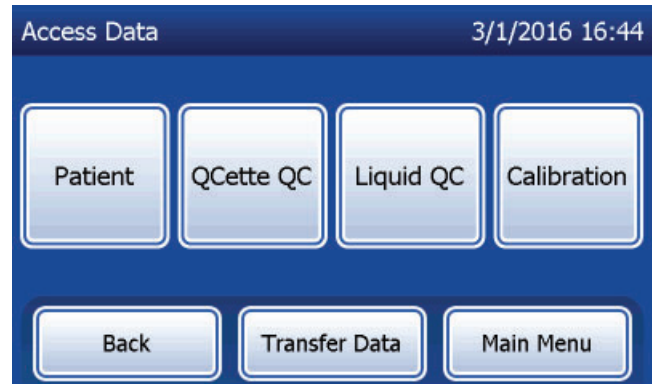 Access Data 3/1/2016 16:44
Patient QCette QC Liquid QC Calibration
Back Transfer Data Main Menu